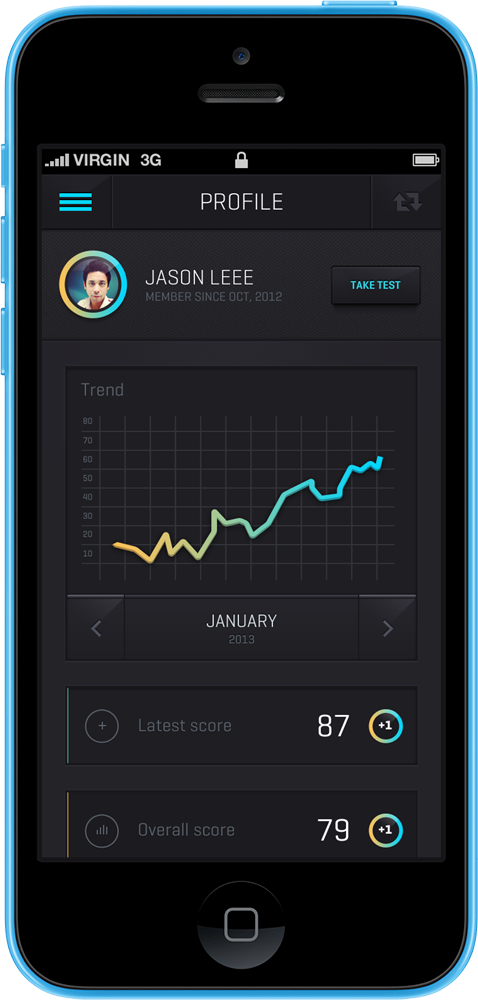 VIRGIN 3G
PROFILE
JASON LEEE
MEMBER SINCE OCT, 2012
TAKE TEST
Trend
80
70
60
50
40
30
20
10
JANUARY
2013
Latest score 87 +1
Overall score 79 +1